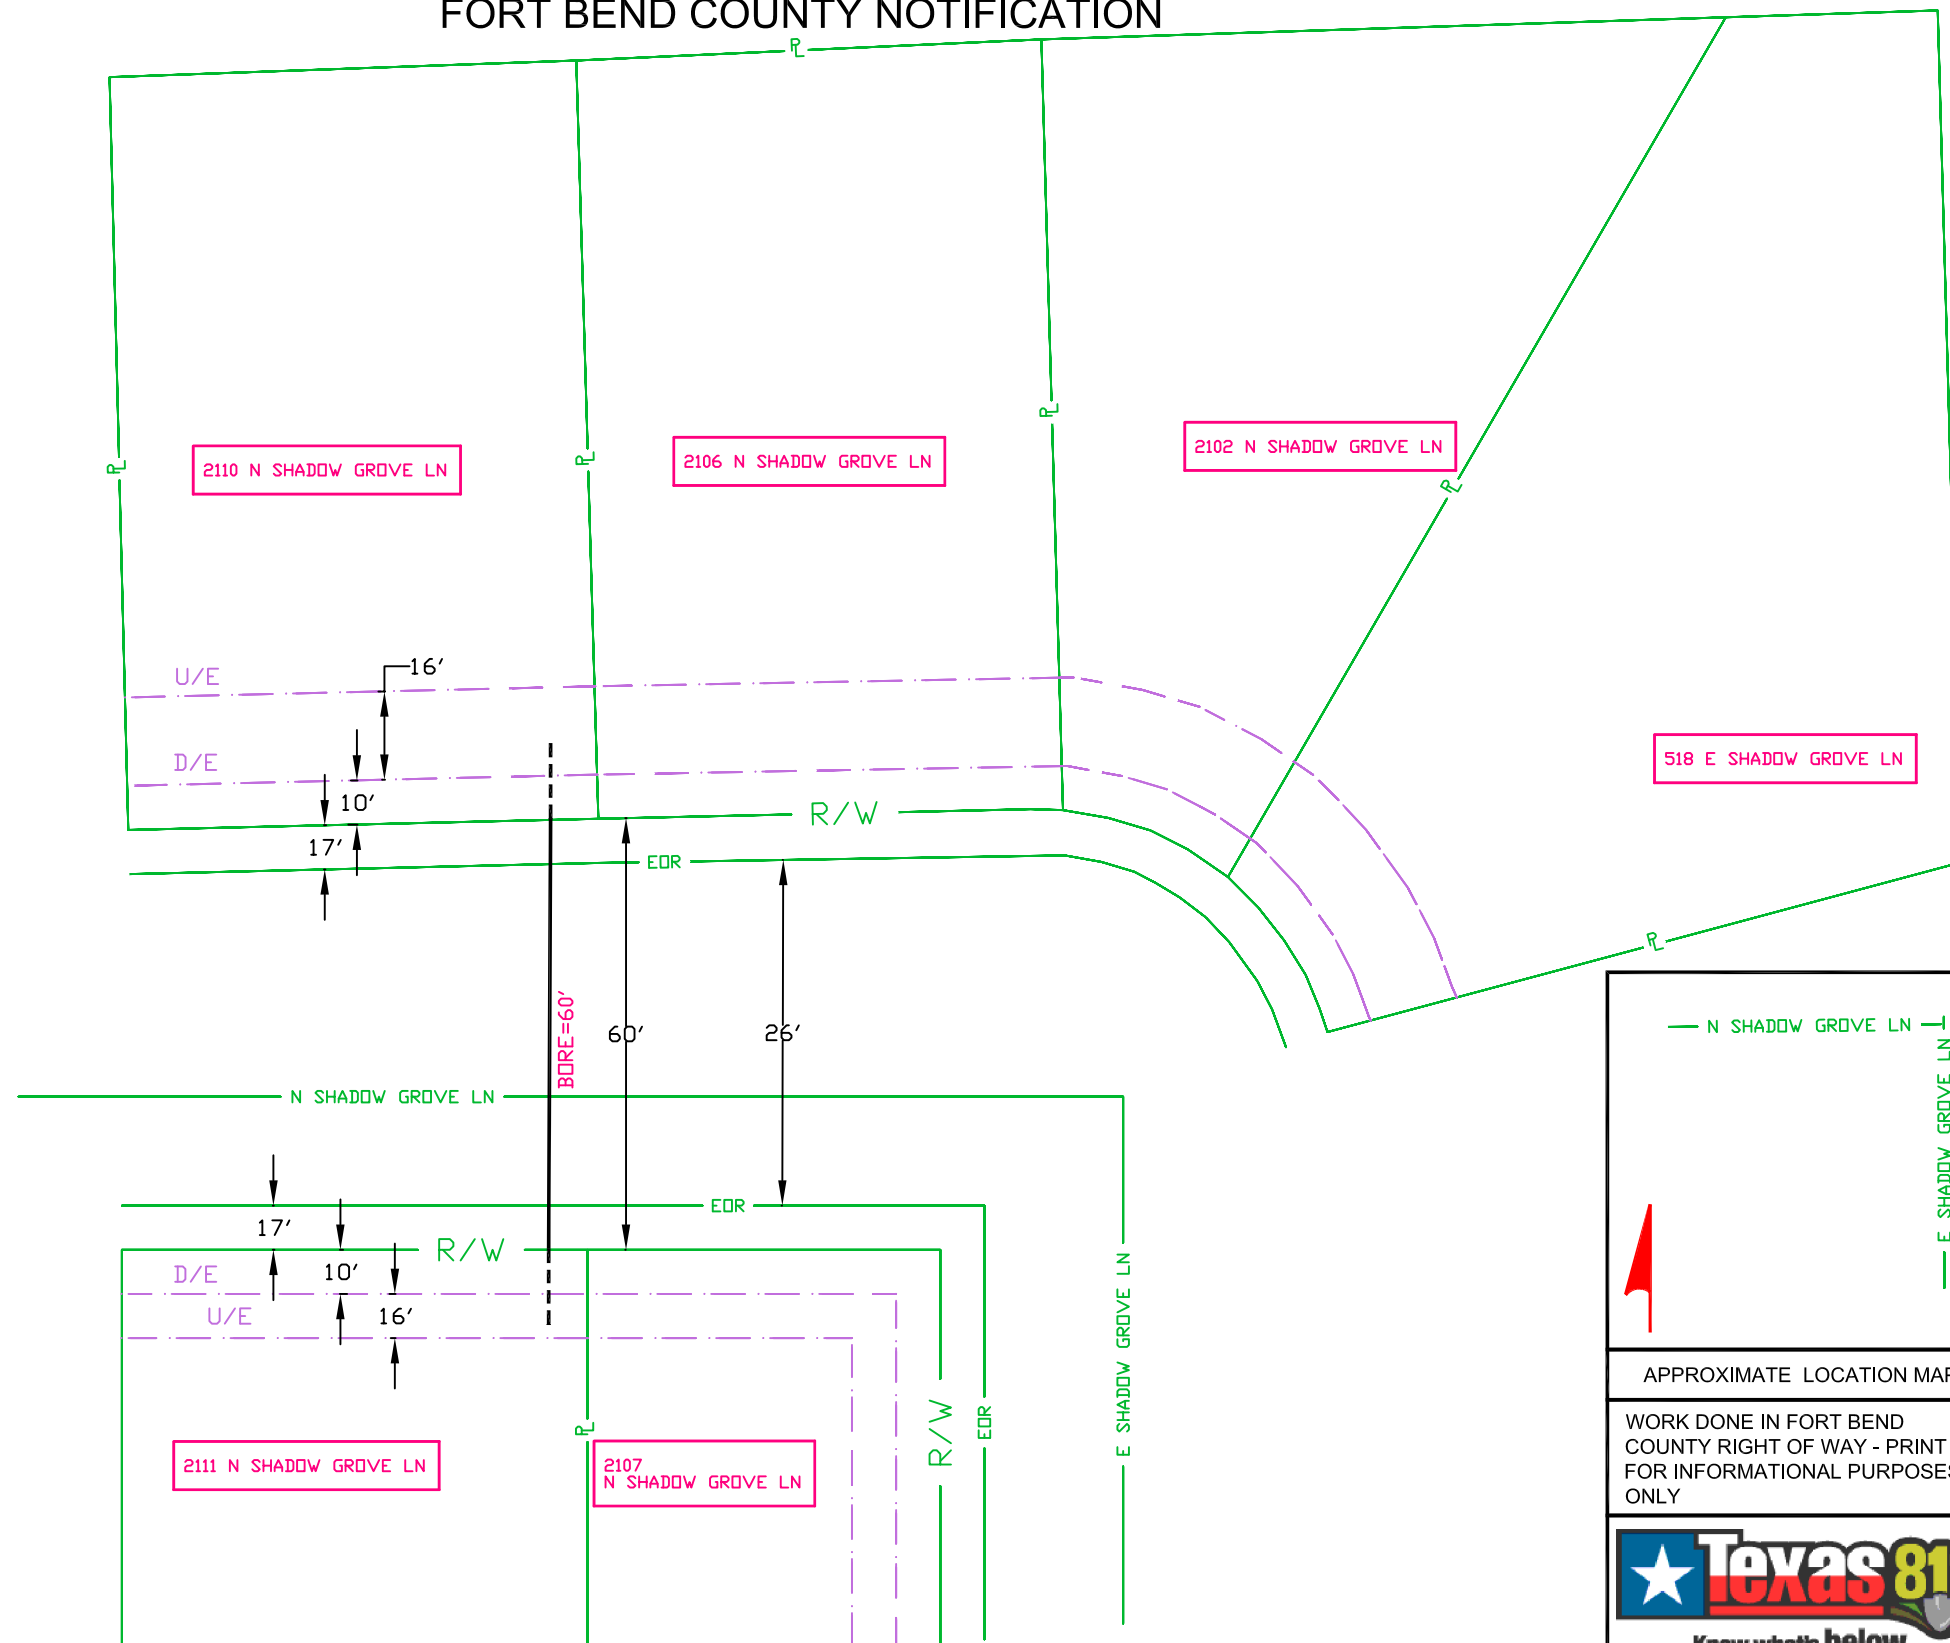 FORT BEND COUNTY NOTIFICATION
PL
PL
PL
PL
PL
2110 N SHADOW GROVE LN
2106 N SHADOW GROVE LN
2102 N SHADOW GROVE LN
518 E SHADOW GROVE LN
U/E
16'
D/E
10'
17'
R/W
EOR
BORE=60'
60'
26'
PL
N SHADOW GROVE LN
EOR
17'
R/W
D/E
10'
U/E
16'
PL
R/W
EOR
E SHADOW GROVE LN
2111 N SHADOW GROVE LN
2107
N SHADOW GROVE LN
N SHADOW GROVE LN
E SHADOW GROVE LN
APPROXIMATE LOCATION MAP
WORK DONE IN FORT BEND
COUNTY RIGHT OF WAY - PRINT
FOR INFORMATIONAL PURPOSES
ONLY
Texas 81
Know what's below